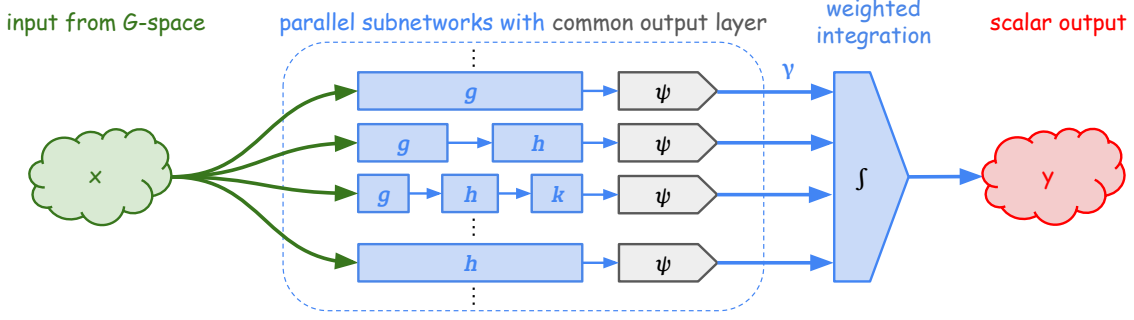 input from G-space
parallel subnetworks with common output layer
weighted
integration
scalar output
⋮
g ψ γ
g h ψ
x
g h k ψ ∫ y
⋮
h ψ
⋮